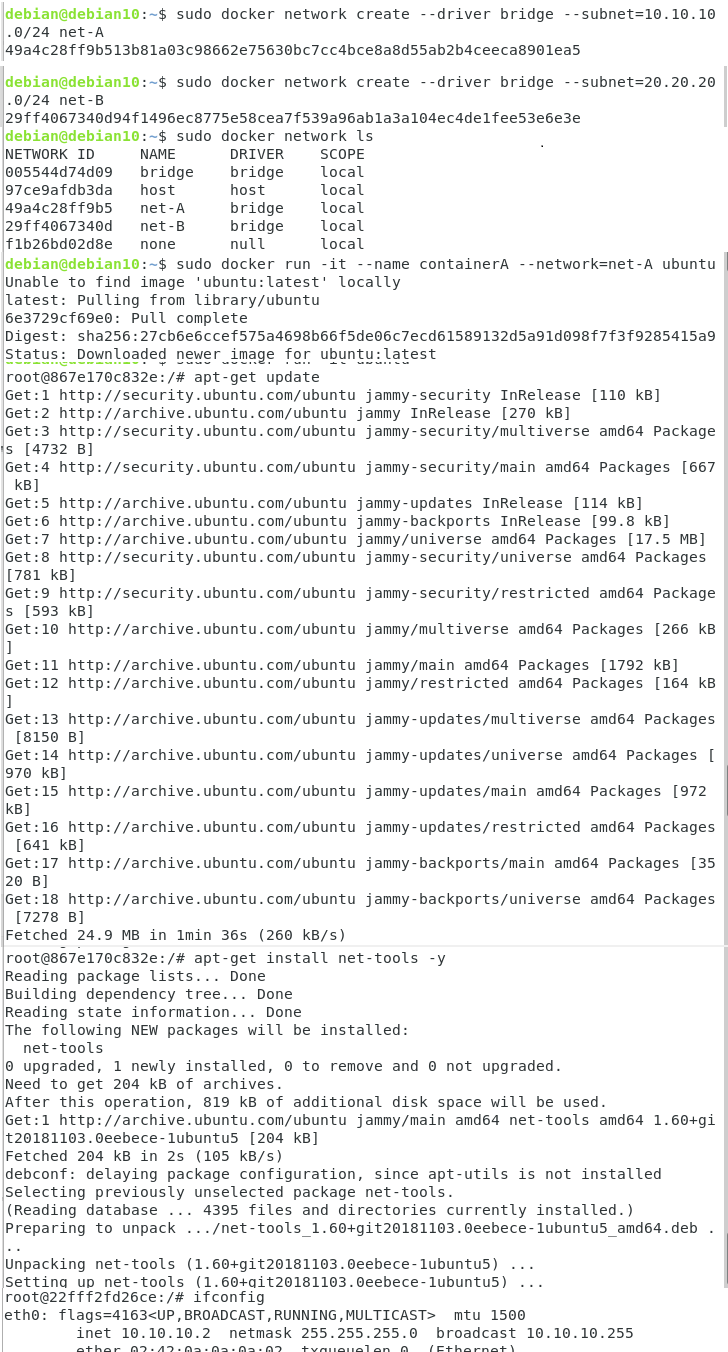 debian@debian10:~$ sudo docker network create --driver bridge --subnet=10.10.10
.0/24 net-A
49a4c28ff9b513b81a03c98662e75630bc7cc4bce8a8d55ab2b4ceeca8901ea5
debian@debian10:~$ sudo docker network create --driver bridge --subnet=20.20.20
.0/24 net-B
29ff4067340d94f1496ec8775e58cea7f539a96ab1a3a104ec4de1fee53e6e3e
debian@debian10:~$ sudo docker network ls
NETWORK ID     NAME      DRIVER    SCOPE
005544d74d09   bridge    bridge    local
97ce9afdb3da   host      host      local
49a4c28ff9b5   net-A     bridge    local
29ff4067340d   net-B     bridge    local
f1b26bd02d8e   none      null      local
debian@debian10:~$ sudo docker run -it --name containerA --network=net-A ubuntu
Unable to find image 'ubuntu:latest' locally
latest: Pulling from library/ubuntu
6e3729cf69e0: Pull complete
Digest: sha256:27cb6e6ccef575a4698b66f5de06c7ecd61589132d5a91d098f7f3f9285415a9
Status: Downloaded newer image for ubuntu:latest
root@867e170c832e:/# apt-get update
Get:1 http://security.ubuntu.com/ubuntu jammy-security InRelease [110 kB]
Get:2 http://archive.ubuntu.com/ubuntu jammy InRelease [270 kB]
Get:3 http://security.ubuntu.com/ubuntu jammy-security/multiverse amd64 Package
s [4732 B]
Get:4 http://security.ubuntu.com/ubuntu jammy-security/main amd64 Packages [667
 kB]
Get:5 http://archive.ubuntu.com/ubuntu jammy-updates InRelease [114 kB]
Get:6 http://archive.ubuntu.com/ubuntu jammy-backports InRelease [99.8 kB]
Get:7 http://archive.ubuntu.com/ubuntu jammy/universe amd64 Packages [17.5 MB]
Get:8 http://security.ubuntu.com/ubuntu jammy-security/universe amd64 Packages
[781 kB]
Get:9 http://security.ubuntu.com/ubuntu jammy-security/restricted amd64 Package
s [593 kB]
Get:10 http://archive.ubuntu.com/ubuntu jammy/multiverse amd64 Packages [266 kB
]
Get:11 http://archive.ubuntu.com/ubuntu jammy/main amd64 Packages [1792 kB]
Get:12 http://archive.ubuntu.com/ubuntu jammy/restricted amd64 Packages [164 kB
]
Get:13 http://archive.ubuntu.com/ubuntu jammy-updates/multiverse amd64 Packages
 [8150 B]
Get:14 http://archive.ubuntu.com/ubuntu jammy-updates/universe amd64 Packages [
970 kB]
Get:15 http://archive.ubuntu.com/ubuntu jammy-updates/main amd64 Packages [972
kB]
Get:16 http://archive.ubuntu.com/ubuntu jammy-updates/restricted amd64 Packages
 [641 kB]
Get:17 http://archive.ubuntu.com/ubuntu jammy-backports/main amd64 Packages [35
20 B]
Get:18 http://archive.ubuntu.com/ubuntu jammy-backports/universe amd64 Packages
 [7278 B]
Fetched 24.9 MB in 1min 36s (260 kB/s)
root@867e170c832e:/# apt-get install net-tools -y
Reading package lists... Done
Building dependency tree... Done
Reading state information... Done
The following NEW packages will be installed:
  net-tools
0 upgraded, 1 newly installed, 0 to remove and 0 not upgraded.
Need to get 204 kB of archives.
After this operation, 819 kB of additional disk space will be used.
Get:1 http://archive.ubuntu.com/ubuntu jammy/main amd64 net-tools amd64 1.60+gi
t20181103.0eebece-1ubuntu5 [204 kB]
Fetched 204 kB in 2s (105 kB/s)
debconf: delaying package configuration, since apt-utils is not installed
Selecting previously unselected package net-tools.
(Reading database ... 4395 files and directories currently installed.)
Preparing to unpack .../net-tools_1.60+git20181103.0eebece-1ubuntu5_amd64.deb .
..
Unpacking net-tools (1.60+git20181103.0eebece-1ubuntu5) ...
Setting up net-tools (1.60+git20181103.0eebece-1ubuntu5) ...
root@22fff2fd26ce:/# ifconfig
eth0: flags=4163<UP,BROADCAST,RUNNING,MULTICAST>  mtu 1500
        inet 10.10.10.2  netmask 255.255.255.0  broadcast 10.10.10.255
        ether 02:42:0a:0a:0a:02  txqueuelen 0  (Ethernet)